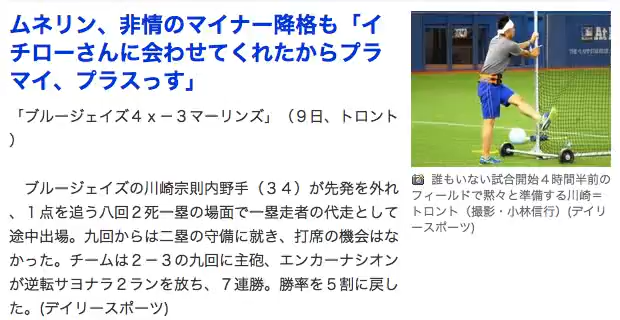 ムネリン、非情のマイナー降格も「イ
チローさんに会わせてくれたからプラ
マイ、プラスっす」
「ブルージェイズ４ｘ－３マーリンズ」（９日、トロント
）
ブルージェイズの川崎宗則内野手（３４）が先発を外れ
、１点を追う八回２死一塁の場面で一塁走者の代走として
途中出場。九回からは二塁の守備に就き、打席の機会はな
かった。チームは２－３の九回に主砲、エンカーナシオン
が逆転サヨナラ２ランを放ち、７連勝。勝率を５割に戻し
た。(デイリースポーツ)
誰もいない試合開始４時間半前の
フィールドで黙々と準備する川崎＝
トロント（撮影・小林信行）(デイリ
ースポーツ)